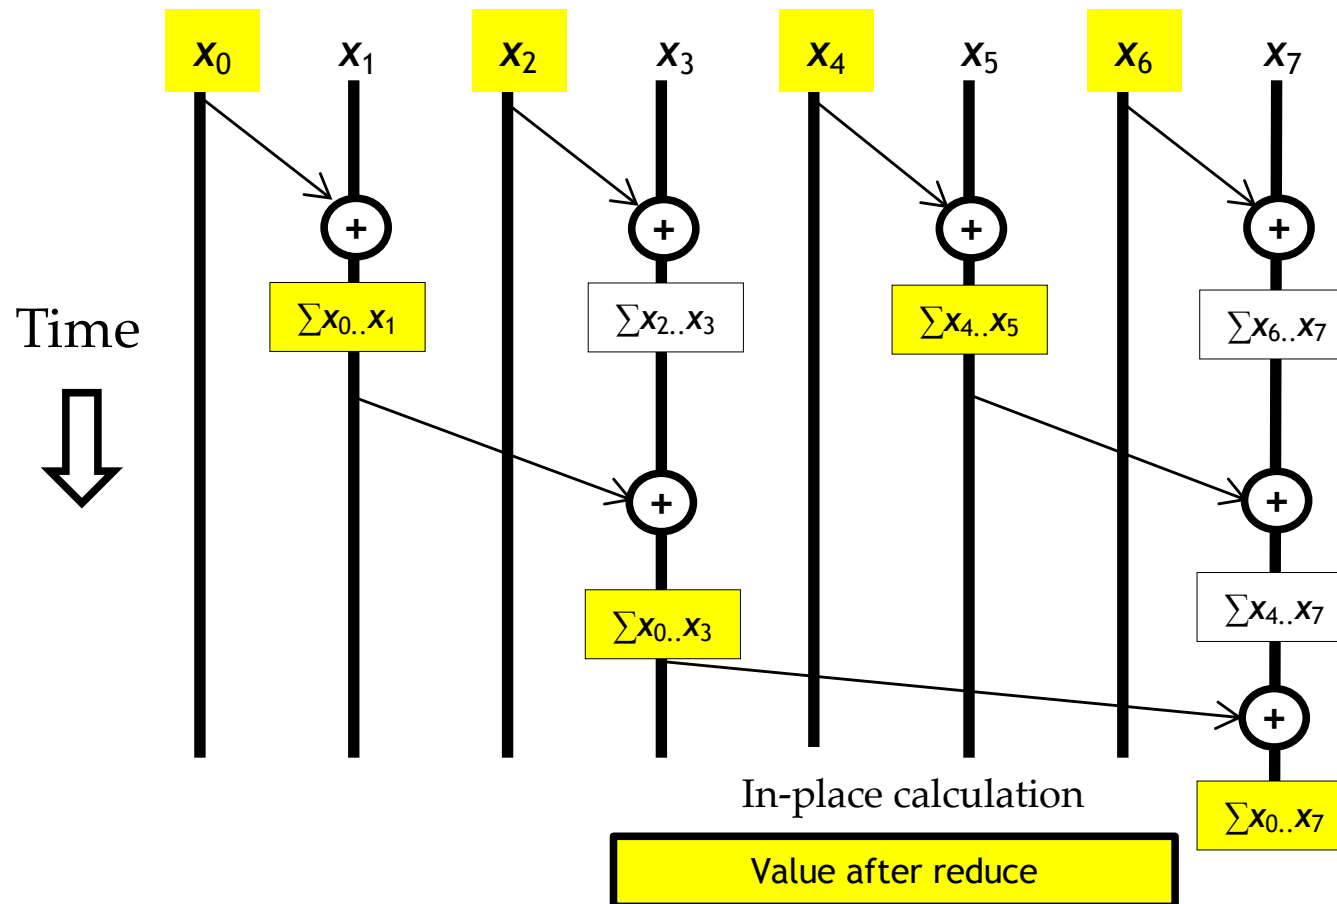 x0 x1 x2 x3 x4 x5 x6 x7
+ + + +
∑x0..x1 ∑x2..x3 ∑x4..x5 ∑x6..x7
Time
+ +
∑x0..x3 ∑x4..x7
+
In-place calculation
∑x0..x7
Value after reduce